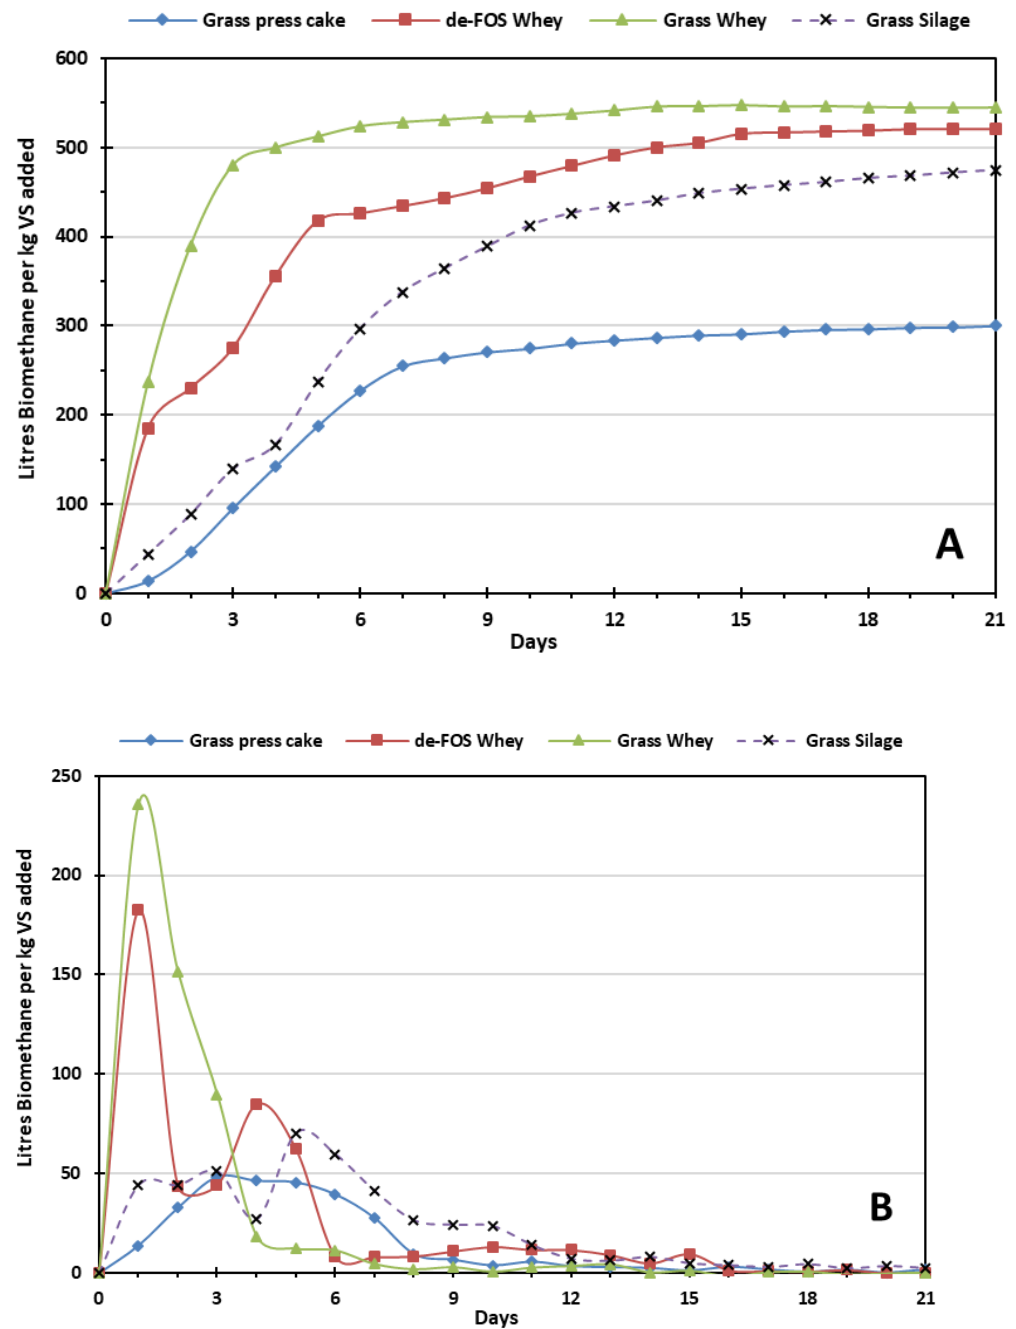 Grass press cake de-FOS Whey Grass Whey Grass Silage
600
500
400
300
200
100
0
Litres Biomethane per kg VS added
A
0 3 6 9 12 15 18 21
Days
Grass press cake de-FOS Whey Grass Whey Grass Silage
250
200
150
100
50
0
Litres Biomethane per kg VS added
B
0 3 6 9 12 15 18 21
Days